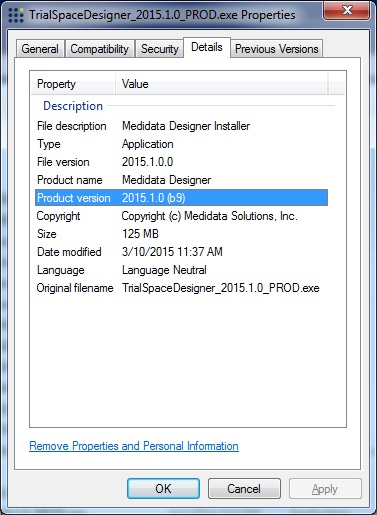 TrialSpaceDesigner_2015.1.0_PROD.exe Properties
General Compatibility Security Details Previous Versions
Property Value
Description
File description Medidata Designer Installer
Type Application
File version 2015.1.0.0
Product name Medidata Designer
Product version 2015.1.0 (b9)
Copyright Copyright (c) Medidata Solutions, Inc.
Size 125 MB
Date modified 3/10/2015 11:37 AM
Language Language Neutral
Original filename TrialSpaceDesigner_2015.1.0_PROD.exe
Remove Properties and Personal Information
OK Cancel Apply